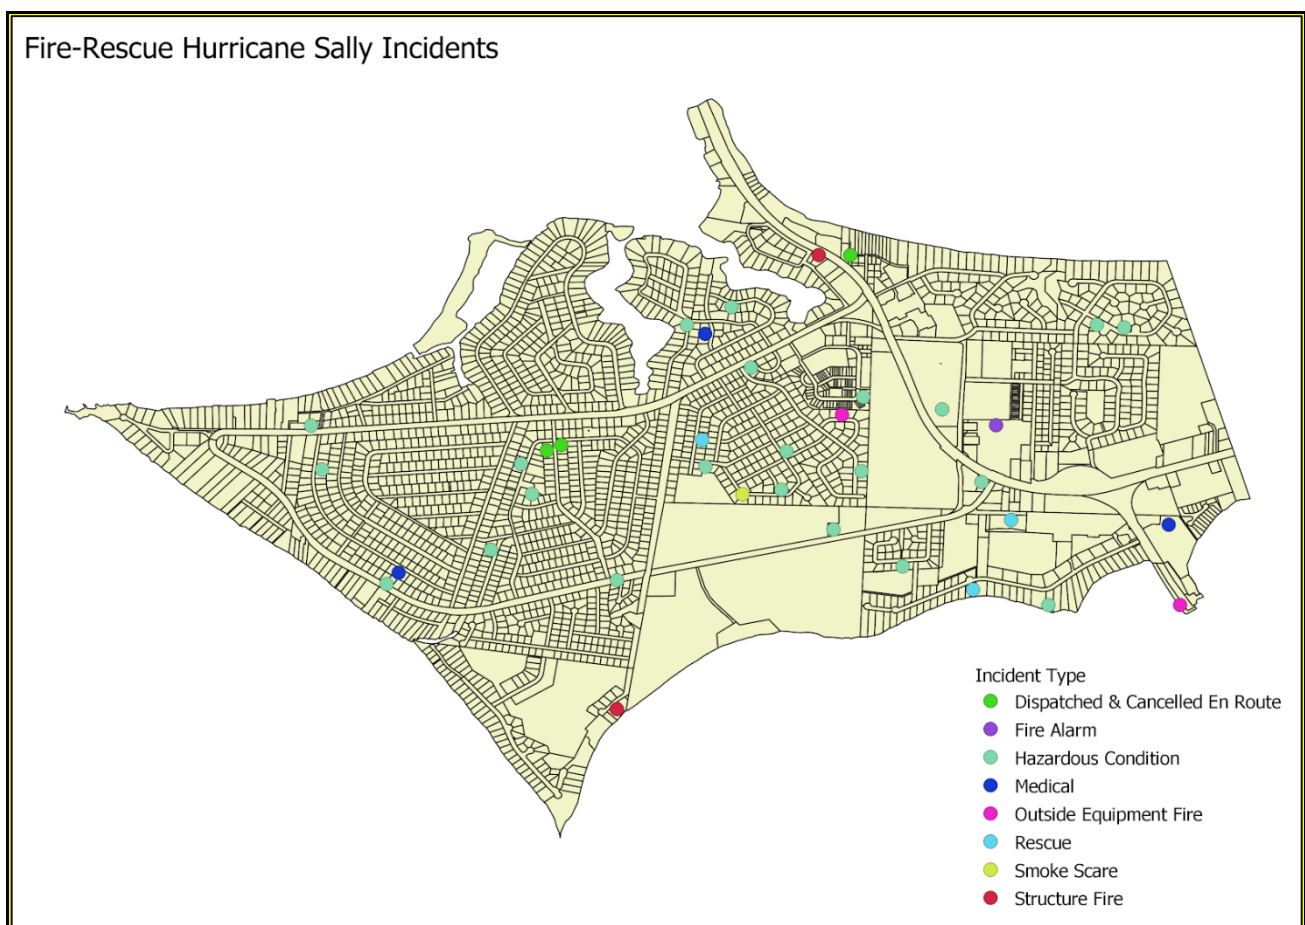 Fire-Rescue Hurricane Sally Incidents
Incident Type
Dispatched & Cancelled En Route
Fire Alarm
Hazardous Condition
Medical
Outside Equipment Fire
Rescue
Smoke Scare
Structure Fire